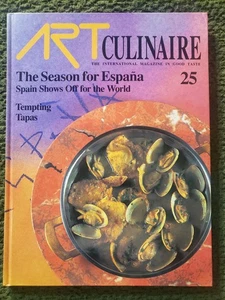 ART CULINAIRE
THE INTERNATIONAL MAGAZINE IN GOOD TASTE
The Season for España
25
Spain Shows Off for the World
Tempting
Tapas